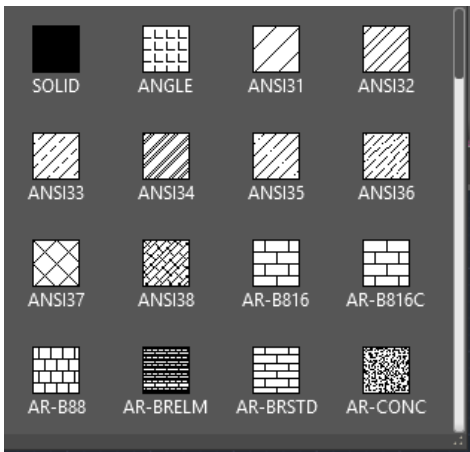 SOLID ANGLE ANSI31 ANSI32
ANSI33 ANSI34 ANSI35 ANSI36
ANSI37 ANSI38 AR-B816 AR-B816C
AR-B88 AR-BRELM AR-BRSTD AR-CONC